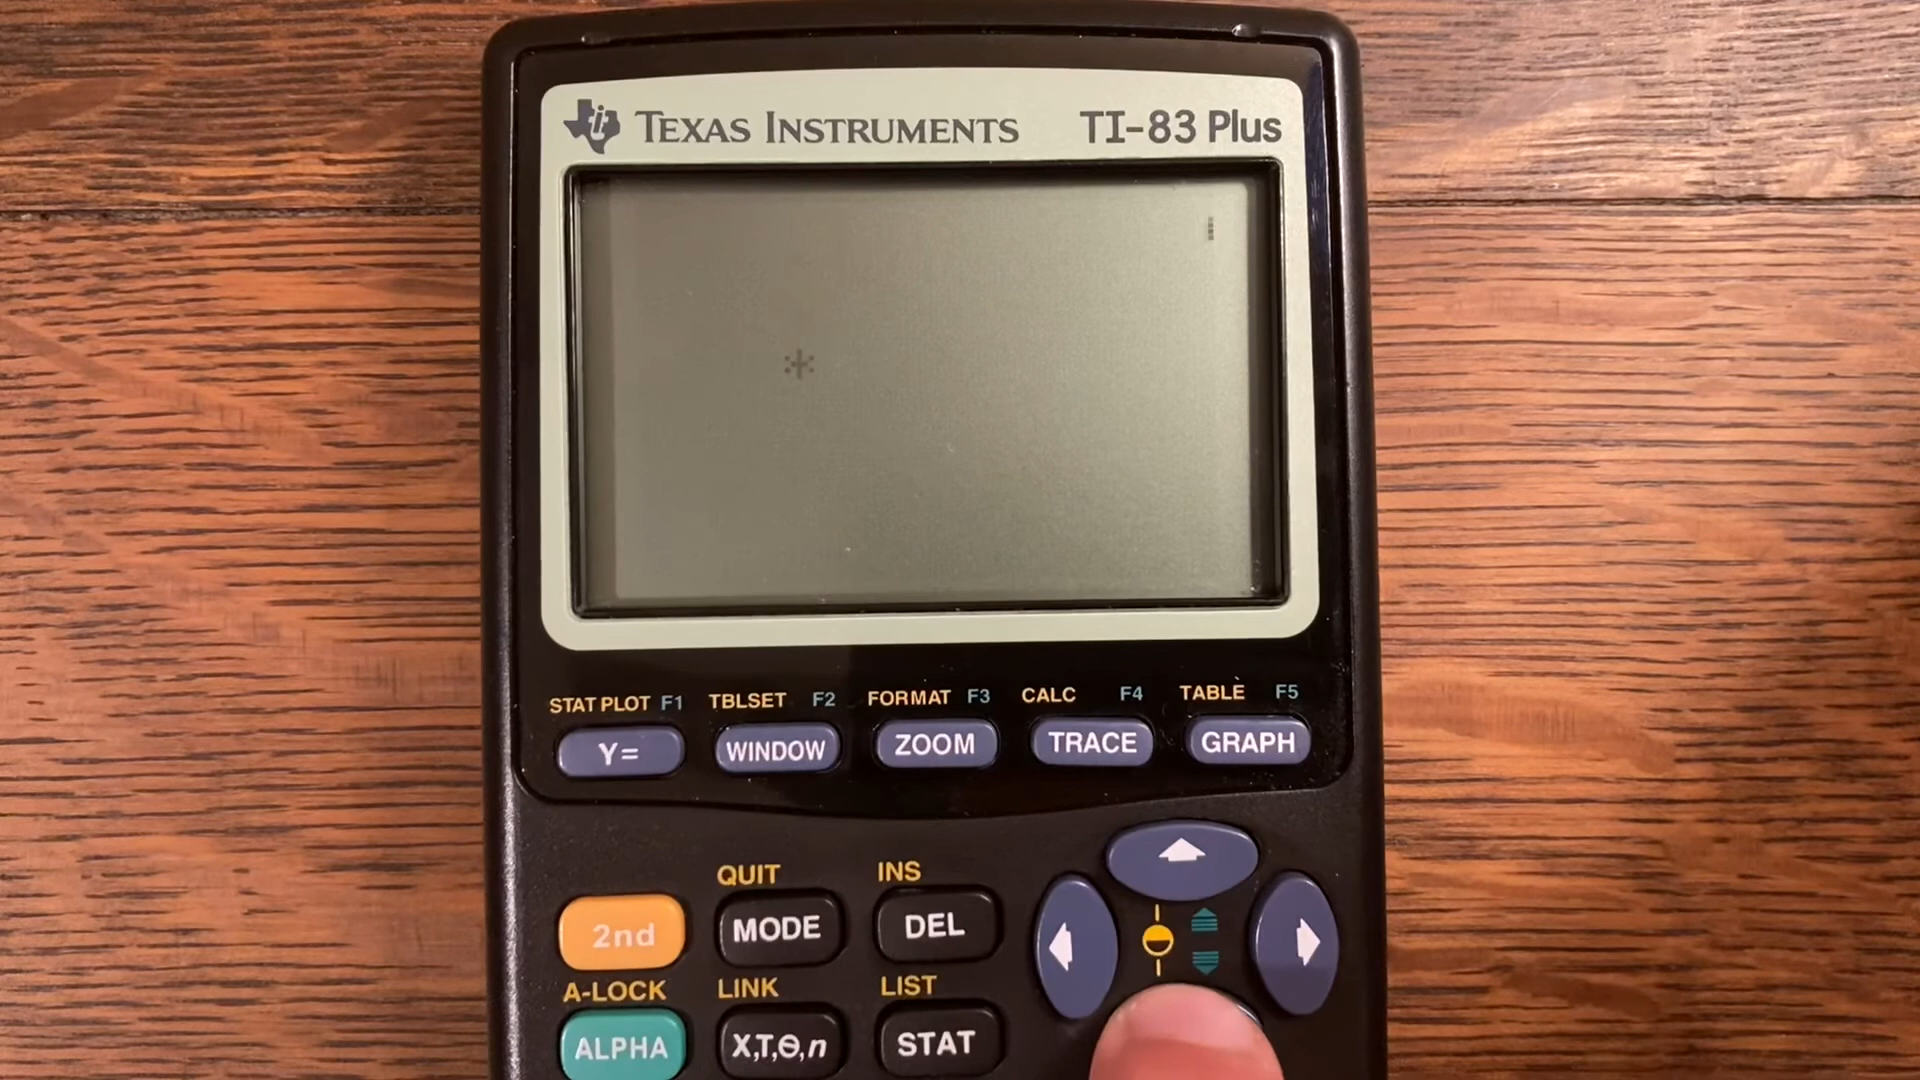 TEXAS INSTRUMENTS TI-83 Plus
*
STAT PLOT F1 TBLSET F2 FORMAT F3 CALC F4 TABLE F5
Y= WINDOW ZOOM TRACE GRAPH
QUIT INS
2nd MODE DEL
A-LOCK LINK LIST
ALPHA X,T,Θ,n STAT